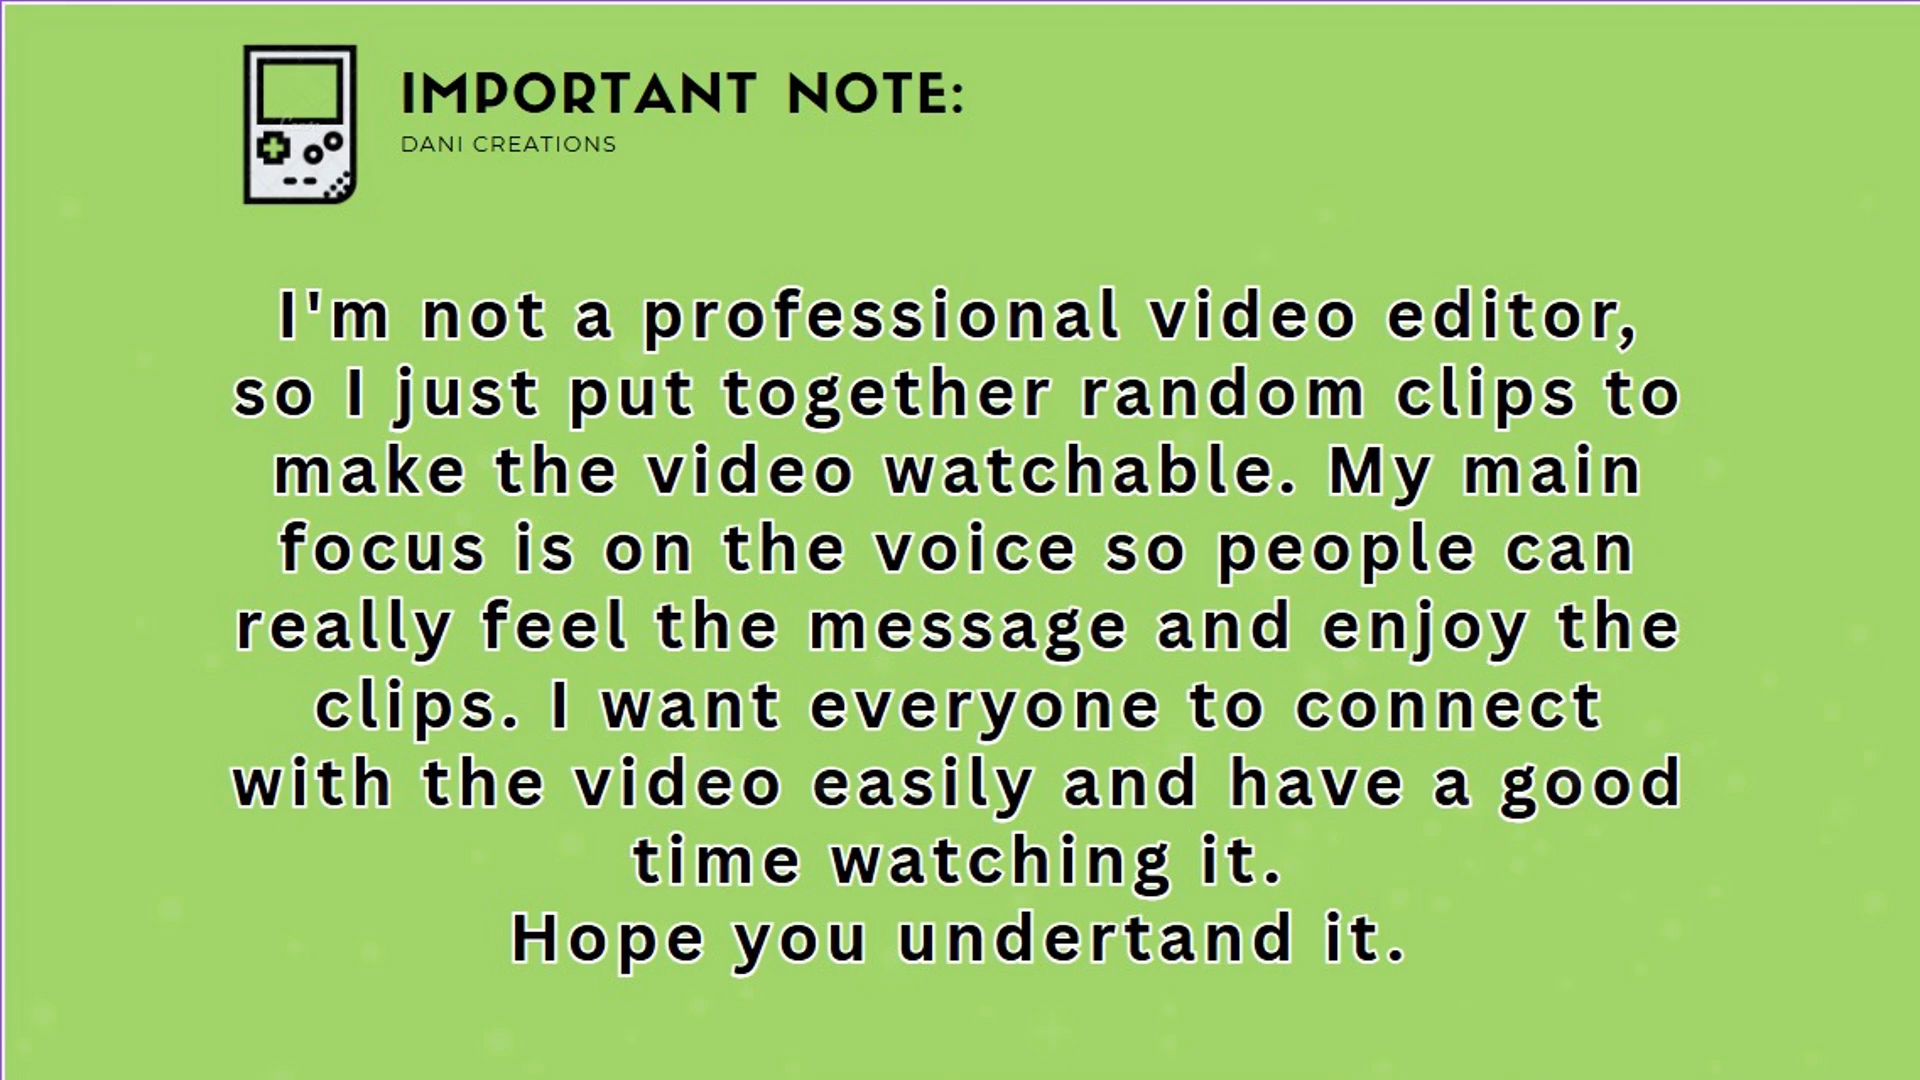 IMPORTANT NOTE:
DANI CREATIONS
I'm not a professional video editor,
so I just put together random clips to
make the video watchable. My main
focus is on the voice so people can
really feel the message and enjoy the
clips. I want everyone to connect
with the video easily and have a good
time watching it.
Hope you undertand it.